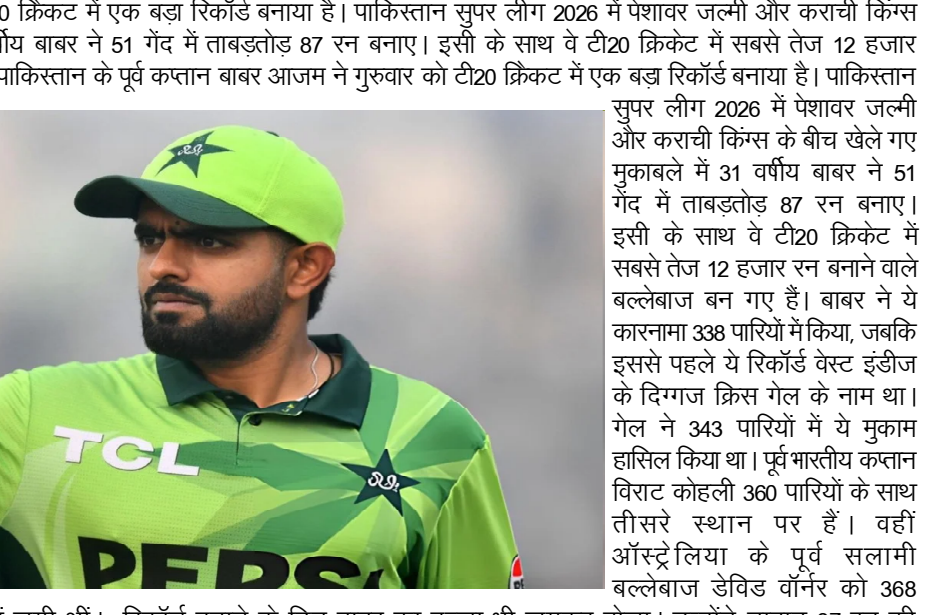 0 क्रिकट में एक बड़ा रिकॉर्ड बनाया है। पाकिस्तान सुपर लीग 2026 में पेशावर जल्मी और कराची किंग्स
बाबर ने 51 गेंद में ताबड़तोड़ 87 रन बनाए। इसी के साथ वे टी20 क्रिकेट में सबसे तेज 12 हजार
पाकिस्तान के पूर्व कप्तान बाबर आजम ने गुरुवार को टी20 क्रिकट में एक बड़ा रिकॉर्ड बनाया है। पाकिस्तान
सुपर लीग 2026 में पेशावर जल्मी
और कराची किंग्स के बीच खेले गए
मुकाबले में 31 वर्षीय बाबर ने 51
गेंद में ताबड़तोड़ 87 रन बनाए।
इसी के साथ वे टी20 क्रिकेट में
सबसे तेज 12 हजार रन बनाने वाले
बल्लेबाज बन गए हैं। बाबर ने ये
कारनामा 338 पारियों में किया, जबकि
इससे पहले ये रिकॉर्ड वेस्ट इंडीज
के दिग्गज क्रिस गेल के नाम था।
गेल ने 343 पारियों में ये मुकाम
हासिल किया था। पूर्व भारतीय कप्तान
विराट कोहली 360 पारियों के साथ
तीसरे स्थान पर हैं। वहीं
ऑस्ट्रेलिया के पूर्व सलामी
बल्लेबाज डेविड वॉर्नर को 368
TCL
PEPSI